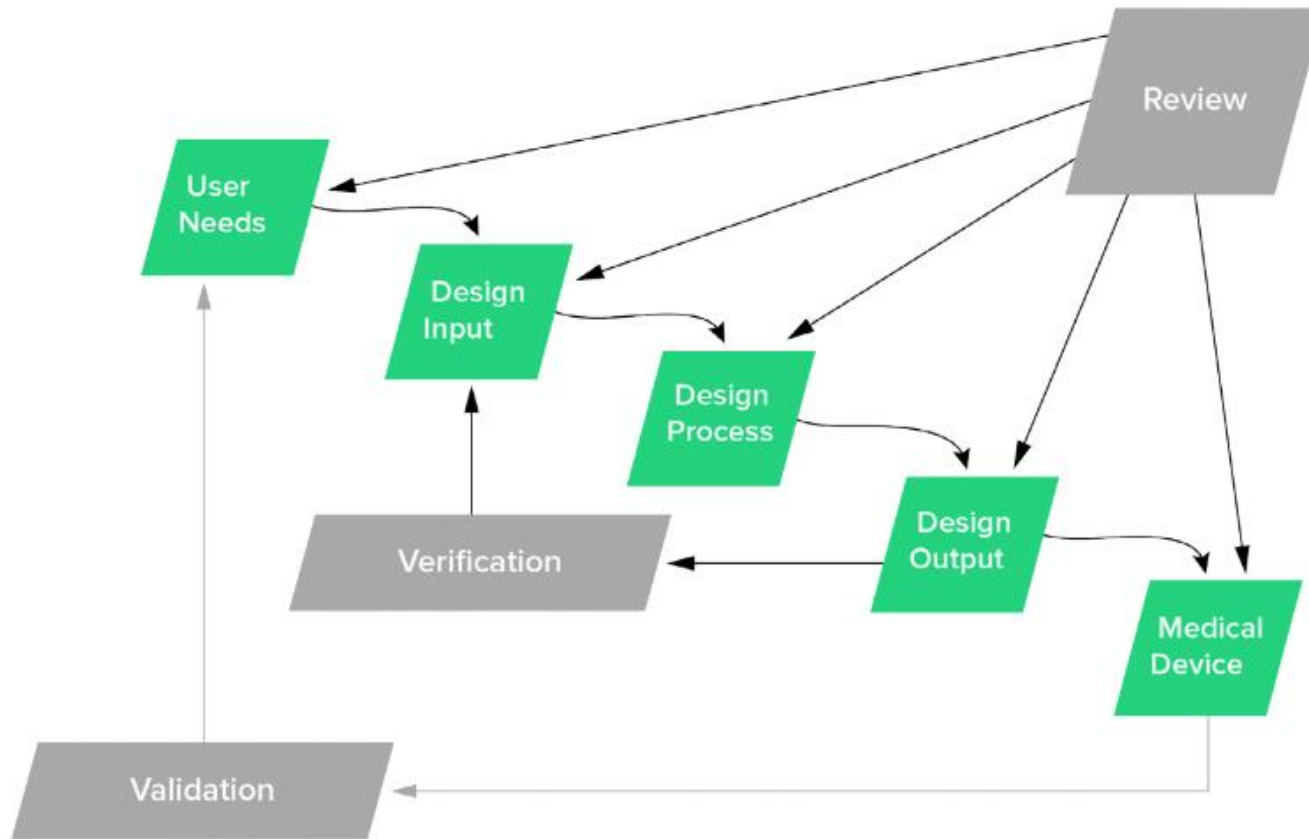 Review
User
Needs
Design
Input
Design
Process
Design
Output
Verification
Medical
Device
Validation